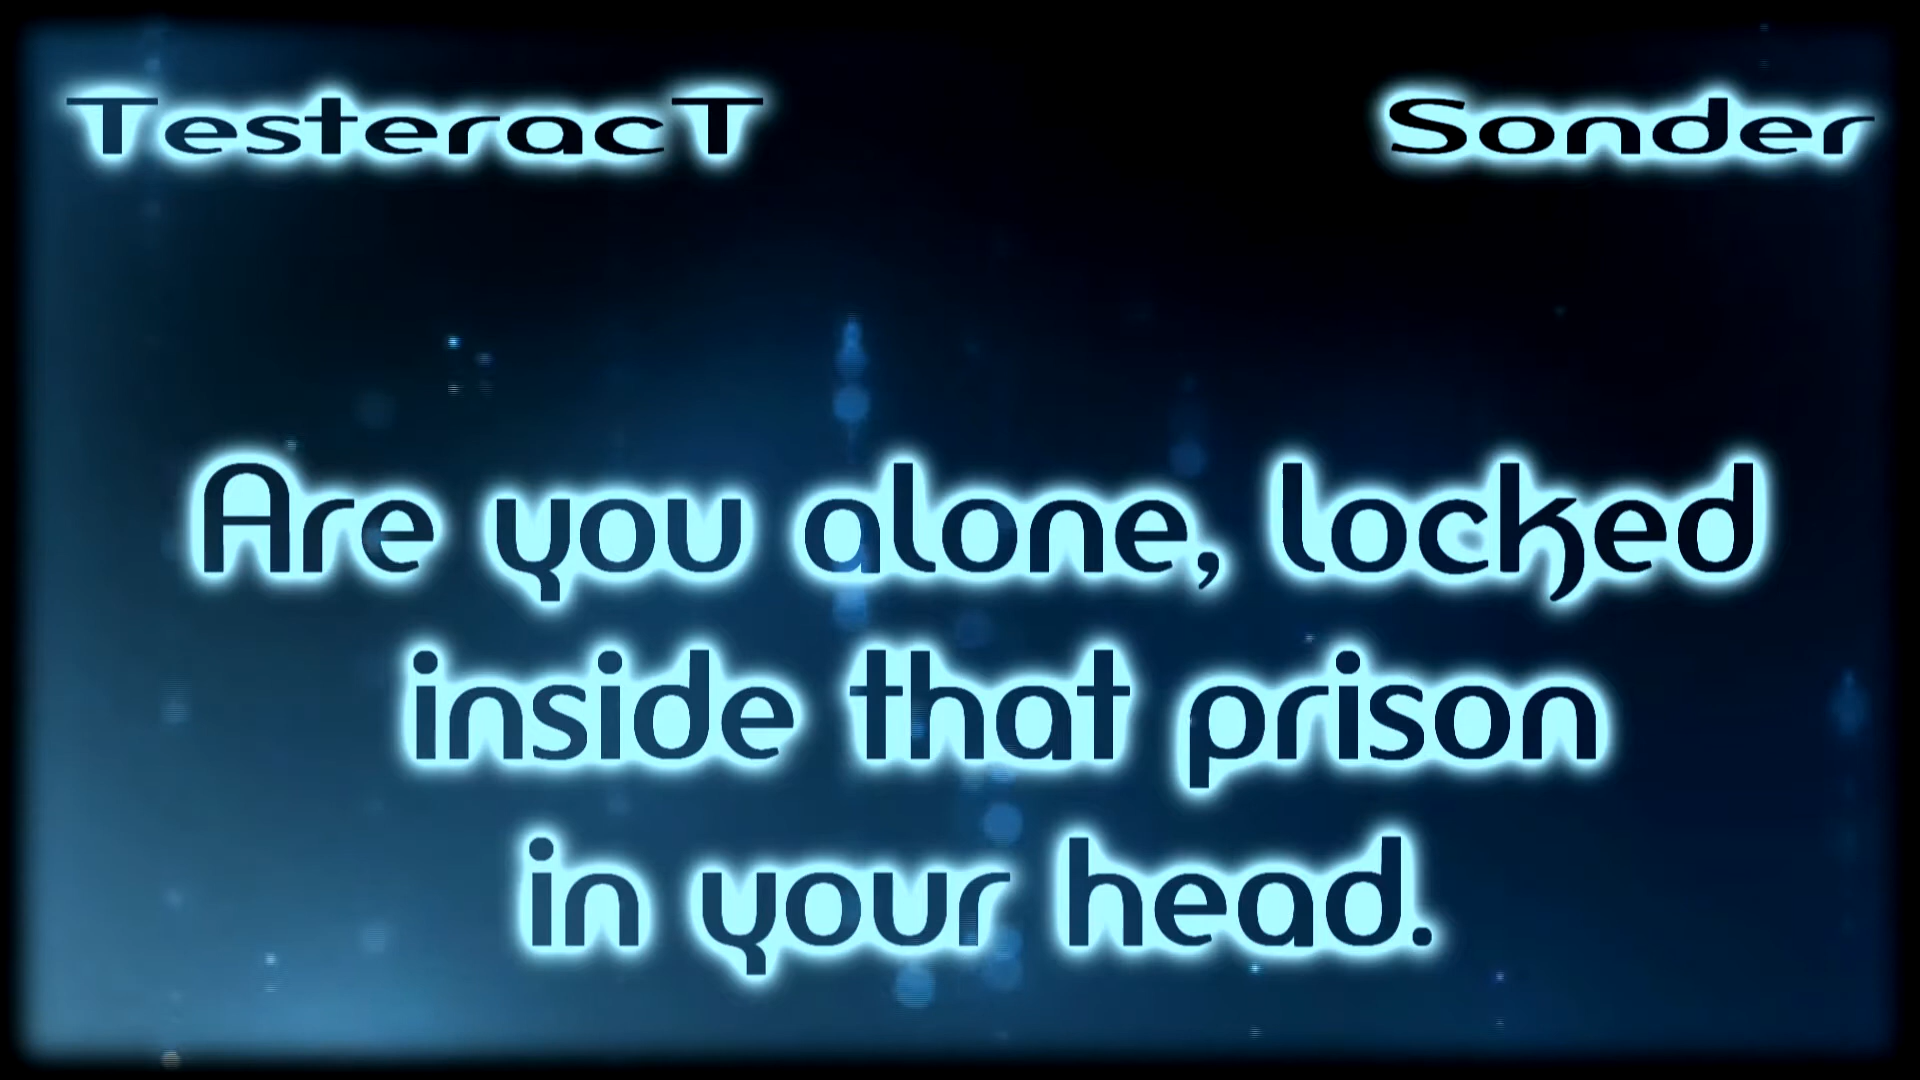 TesteracT
Sonder
Are you alone, locked
inside that prison
in your head.